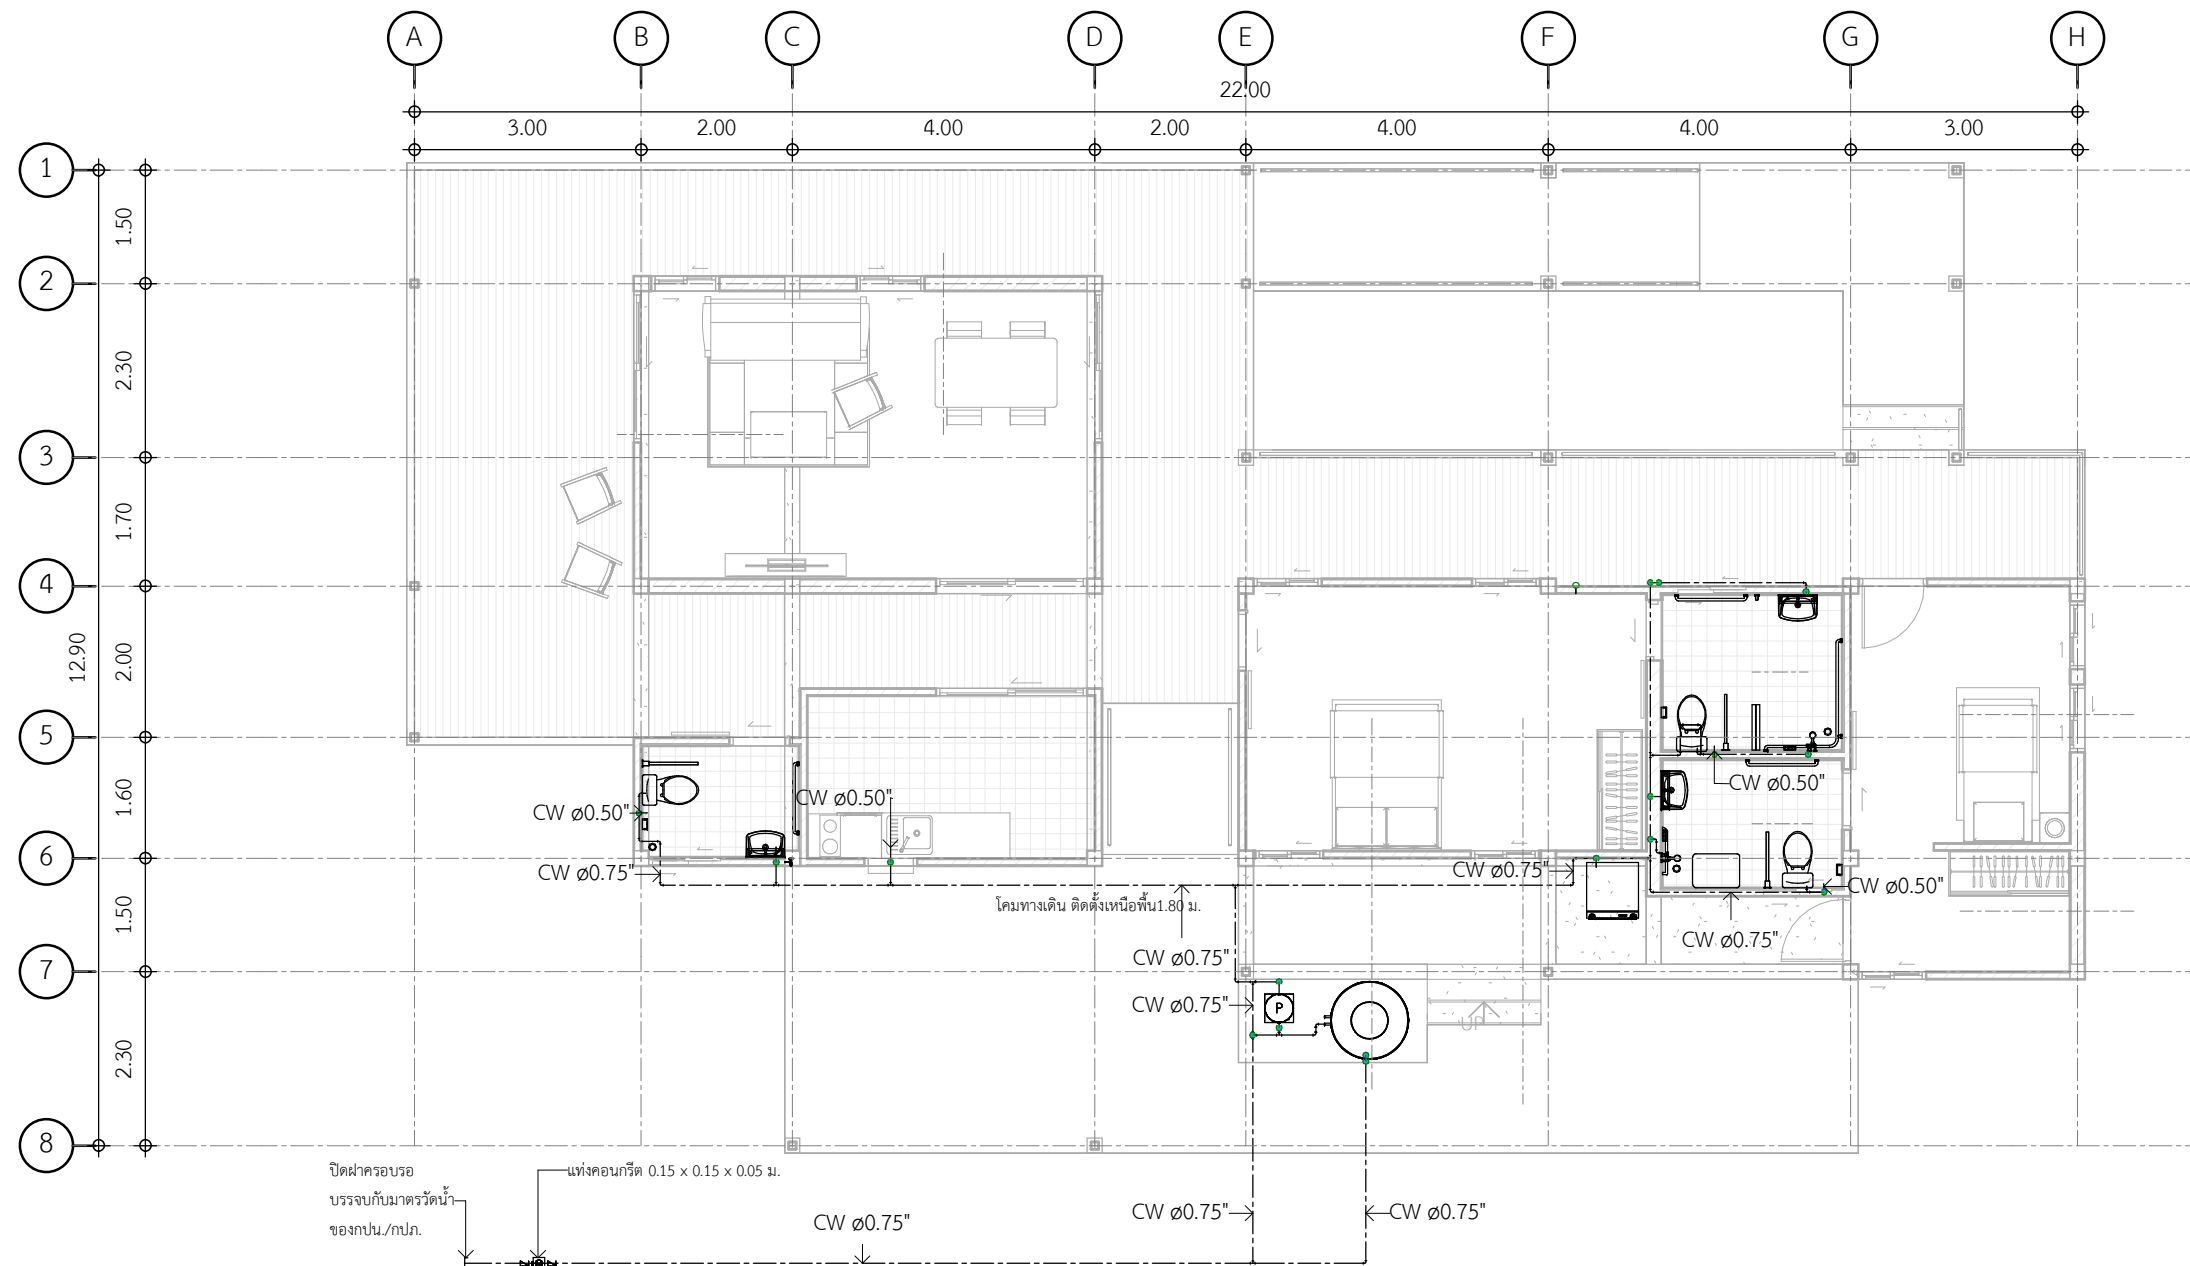 A B C D E F G H
22.00
3.00 2.00 4.00 2.00 4.00 4.00 3.00
1
1.50
2
2.30
3
1.70
4
12.90
2.00
5
CW ø0.50"
1.60
CW ø0.50"
CW ø0.50"
6
CW ø0.75"
CW ø0.75"
CW ø0.50"
โคมทางเดิน ติดตั้งเหนือพื้น1.80 ม.
1.50
CW ø0.75"
CW ø0.75"
7
CW ø0.75"
P
UP
2.30
8
ปิดฝาครอบรอ
แท่งคอนกรีต 0.15 x 0.15 x 0.05 ม.
บรรจบกับมาตรวัดน้ำ
ของกปน./กปภ.
CW ø0.75"
CW ø0.75"
CW ø0.75"